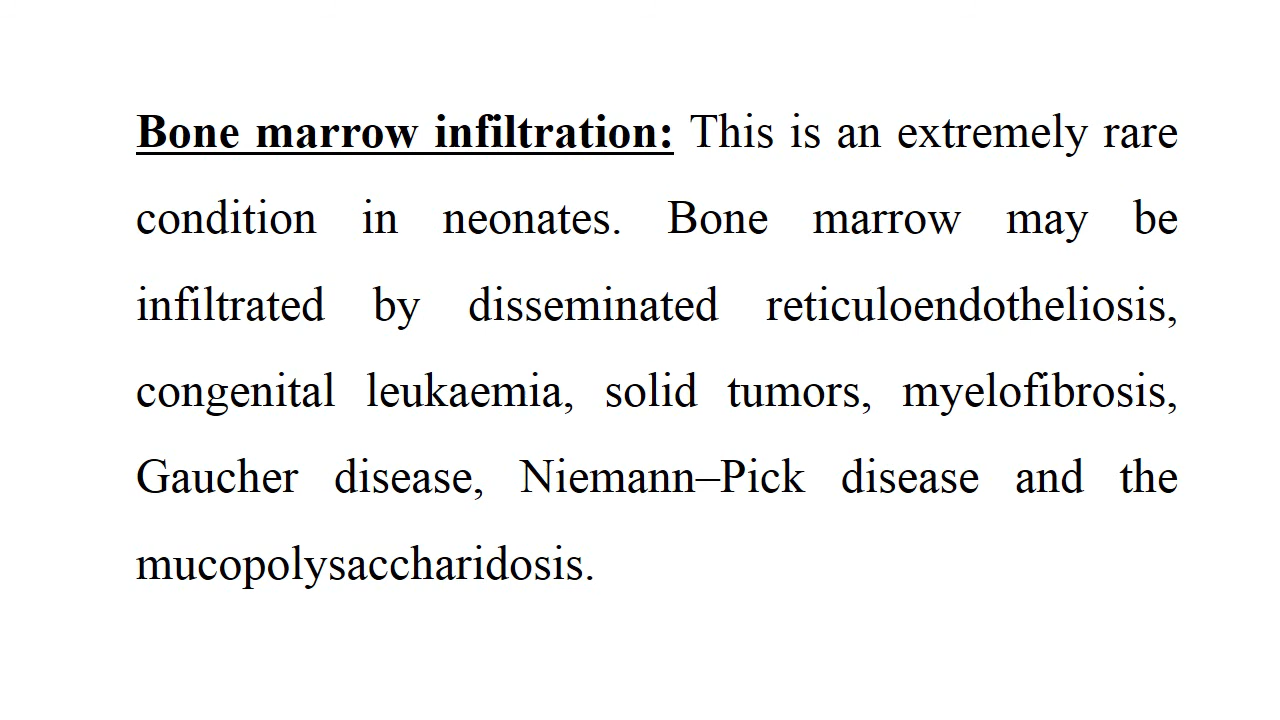 Bone marrow infiltration: This is an extremely rare
condition in neonates. Bone marrow may be
infiltrated by disseminated reticuloendotheliosis,
congenital leukaemia, solid tumors, myelofibrosis,
Gaucher disease, Niemann–Pick disease and the
mucopolysaccharidosis.